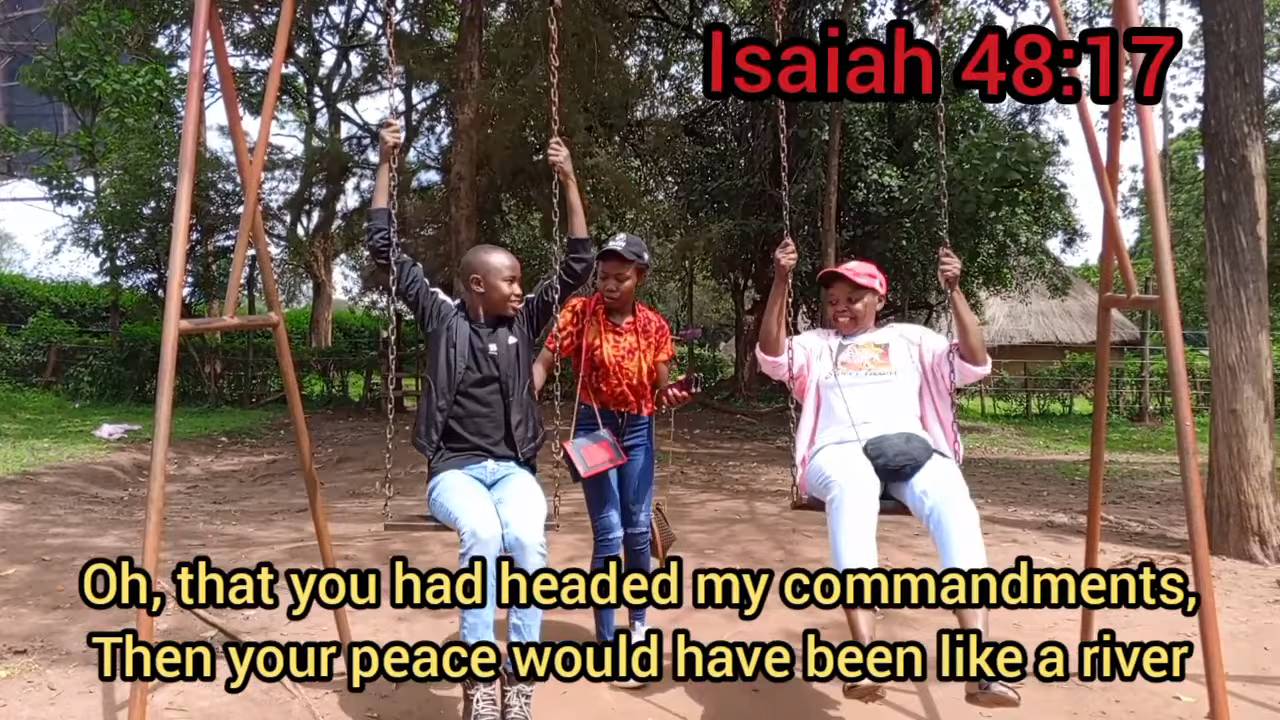 Isaiah 48:17
Oh, that you had headed my commandments,
Then your peace would have been like a river